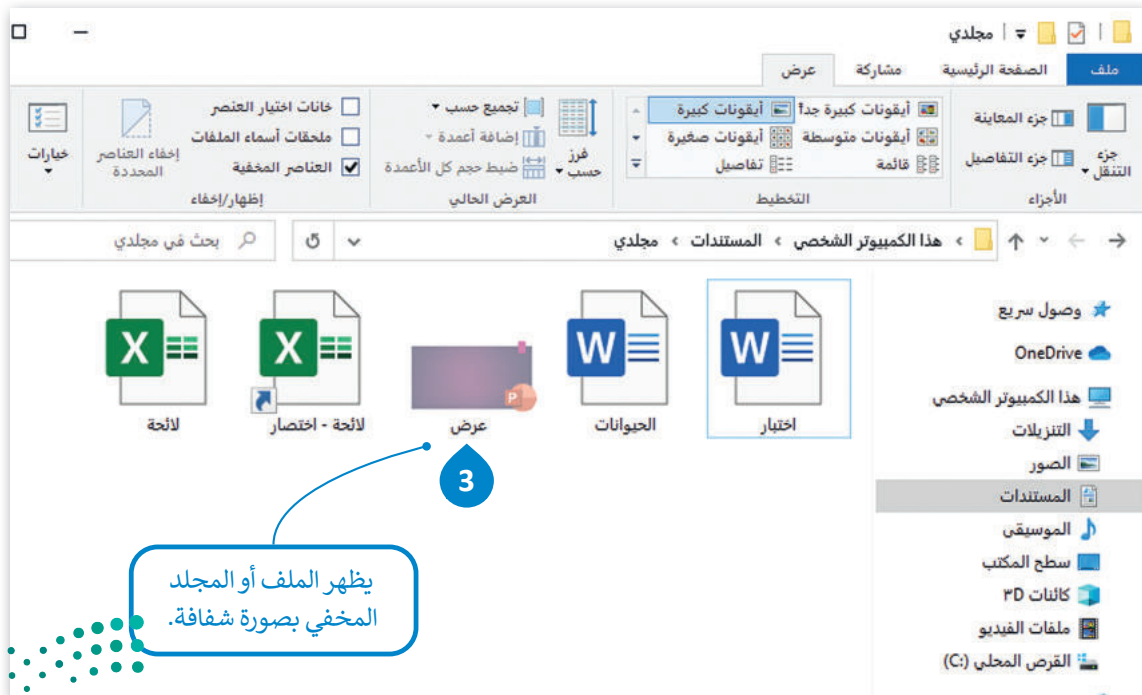 مجلدي
ملف
الصفحة الرئيسية
مشاركة
عرض
جزء التنقل
جزء المعاينة
جزء التفاصيل
الأجزاء
أيقونات كبيرة جداً
أيقونات كبيرة
أيقونات متوسطة
أيقونات صغيرة
قائمة
تفاصيل
التخطيط
فرز حسب
تجميع حسب
إضافة أعمدة
ضبط حجم كل الأعمدة
العرض الحالي
خانات اختيار العنصر
ملحقات أسماء الملفات
العناصر المخفية
إخفاء العناصر
المحددة
إظهار/إخفاء
خيارات
هذا الكمبيوتر الشخصي › المستندات › مجلدي
بحث في مجلدي
وصول سريع
OneDrive
هذا الكمبيوتر الشخصي
التنزيلات
الصور
المستندات
الموسيقى
سطح المكتب
كائنات ٣D
ملفات الفيديو
القرص المحلي (C:)
W
W
P
X
X
اختبار
الحيوانات
عرض
لائحة - اختصار
لائحة
3
يظهر الملف أو المجلد
المخفي بصورة شفافة.